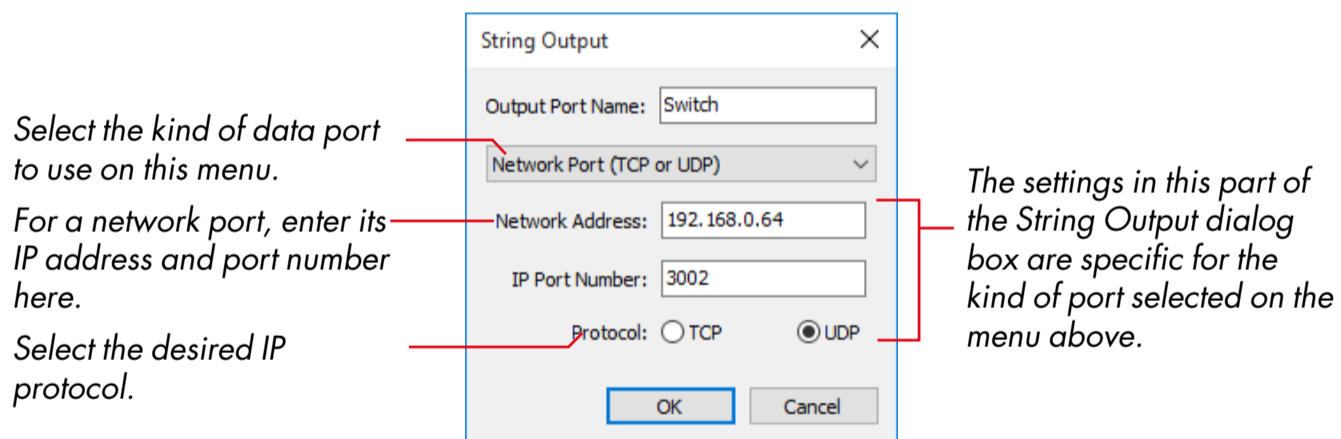 String Output
Output Port Name: Switch
Network Port (TCP or UDP)
Network Address: 192.168.0.64
IP Port Number: 3002
Protocol: TCP UDP
OK Cancel
Select the kind of data port
to use on this menu.
For a network port, enter its
IP address and port number
here.
Select the desired IP
protocol.
The settings in this part of
the String Output dialog
box are specific for the
kind of port selected on the
menu above.